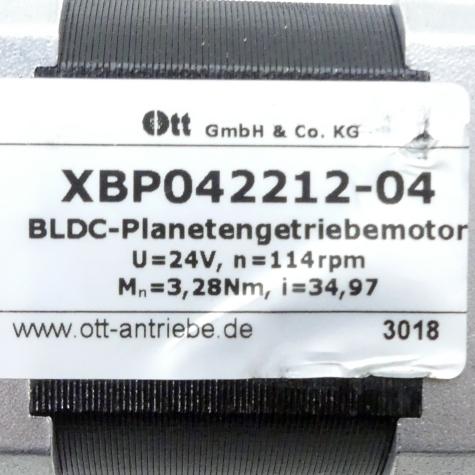 Ott GmbH & Co. KG
XBP042212-04
BLDC-Planetengetriebemotor
U=24V, n=114rpm
Mn=3,28Nm, i=34,97
www.ott-antriebe.de 3018